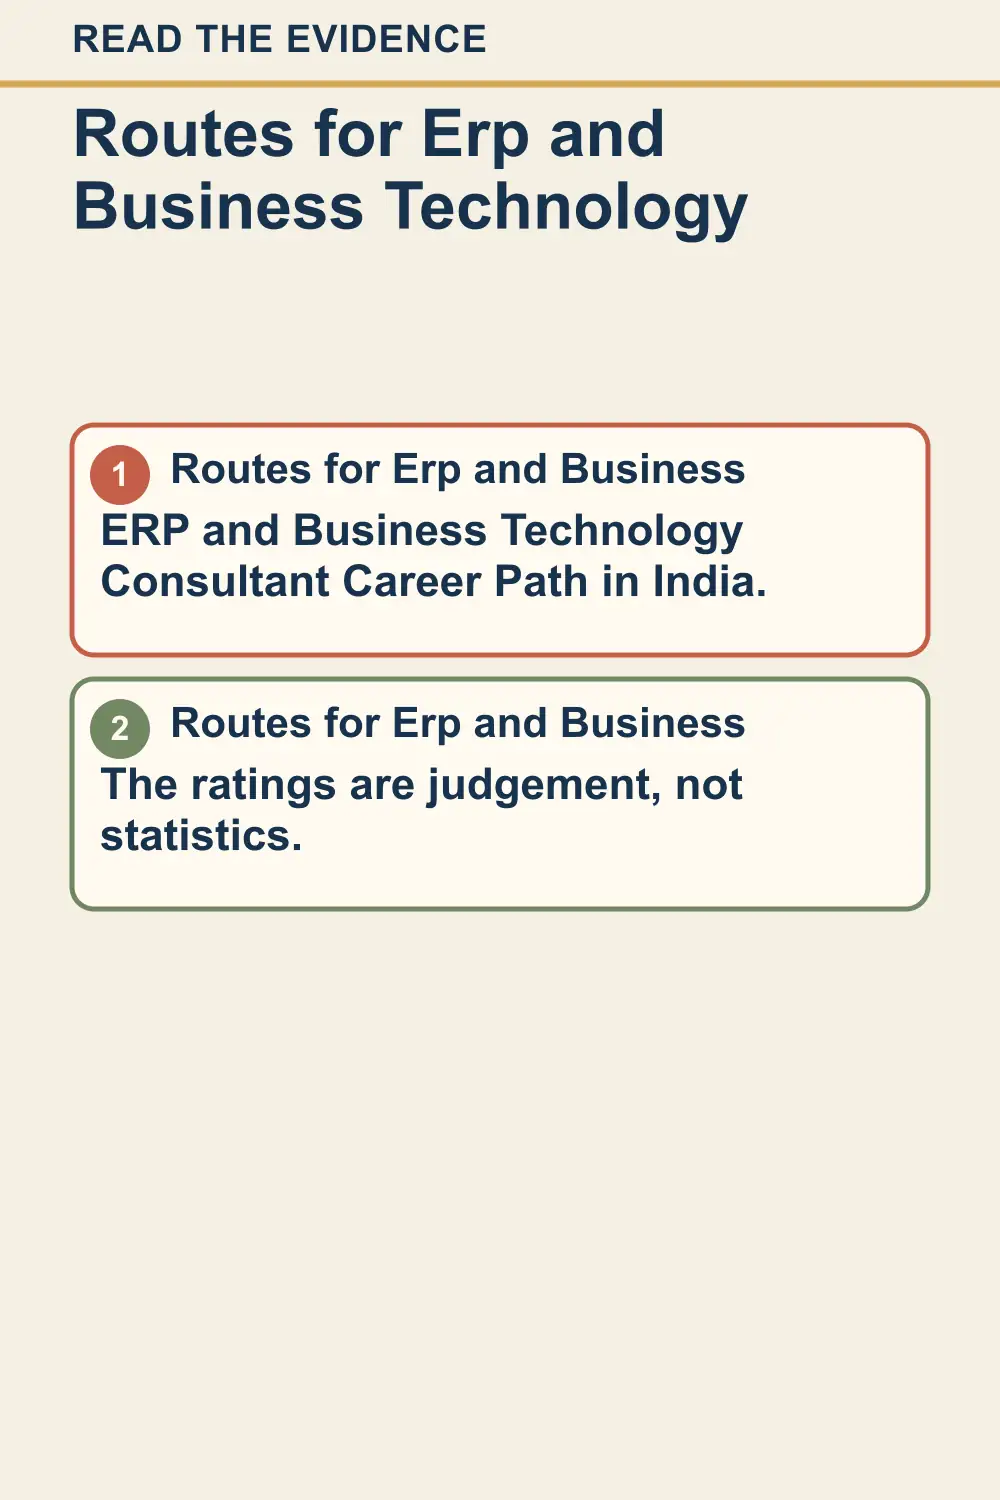 READ THE EVIDENCE
Routes for Erp and
Business Technology
1
Routes for Erp and Business
ERP and Business Technology
Consultant Career Path in India.
2
Routes for Erp and Business
The ratings are judgement, not
statistics.